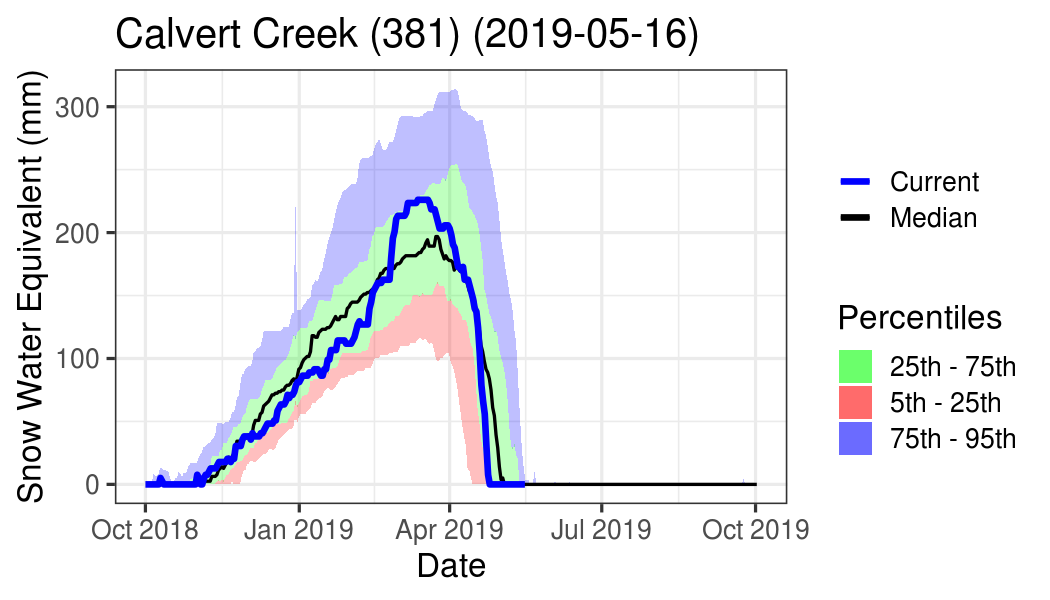 Calvert Creek (381) (2019-05-16)
Snow Water Equivalent (mm)
300
200
100
0
Oct 2018
Jan 2019
Apr 2019
Jul 2019
Oct 2019
Date
Current
Median
Percentiles
25th - 75th
5th - 25th
75th - 95th